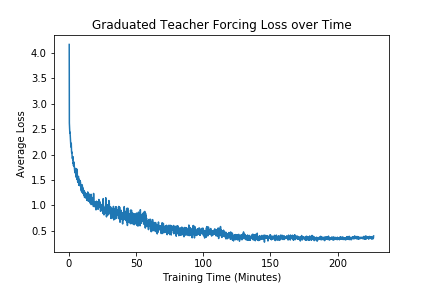 Graduated Teacher Forcing Loss over Time
4.0
3.5
3.0
2.5
2.0
1.5
1.0
0.5
Average Loss
0 50 100 150 200
Training Time (Minutes)